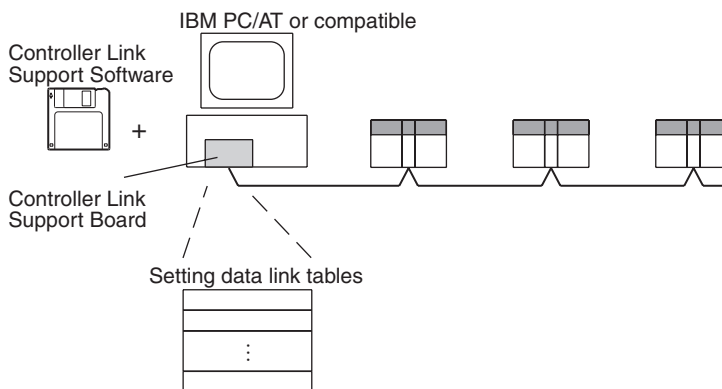 IBM PC/AT or compatible
Controller Link
Support Software
+
Controller Link
Support Board
Setting data link tables